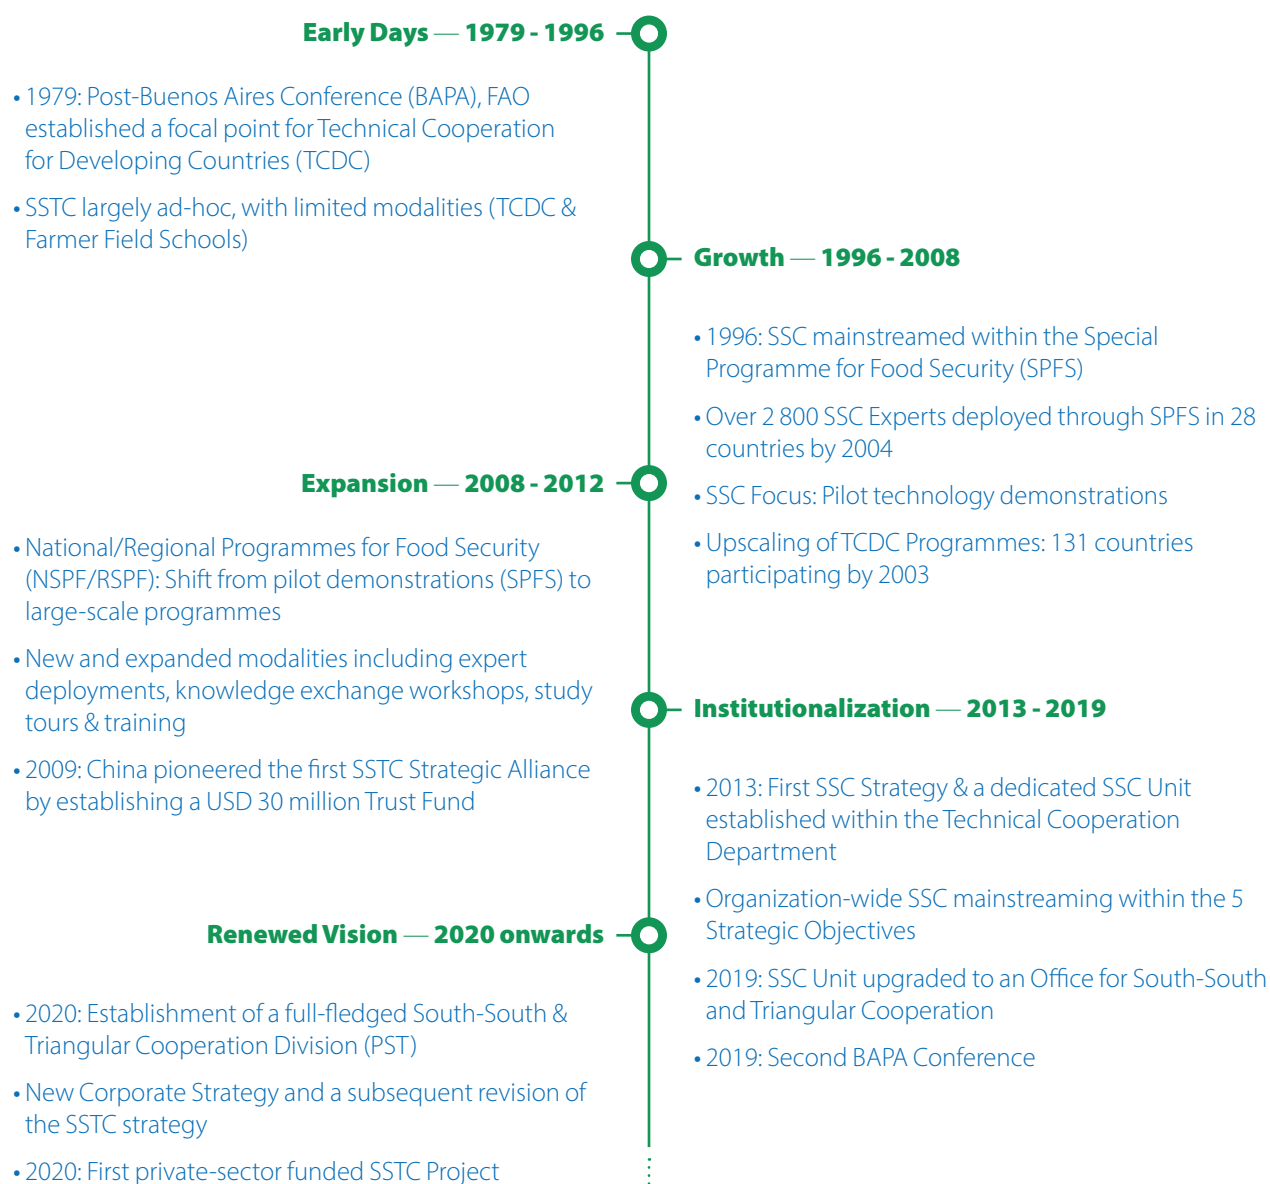 Early Days — 1979 - 1996
• 1979: Post-Buenos Aires Conference (BAPA), FAO
established a focal point for Technical Cooperation
for Developing Countries (TCDC)
• SSTC largely ad-hoc, with limited modalities (TCDC &
Farmer Field Schools)
Growth — 1996 - 2008
• 1996: SSC mainstreamed within the Special
Programme for Food Security (SPFS)
• Over 2 800 SSC Experts deployed through SPFS in 28
countries by 2004
• SSC Focus: Pilot technology demonstrations
• Upscaling of TCDC Programmes: 131 countries
participating by 2003
Expansion — 2008 - 2012
• National/Regional Programmes for Food Security
(NSPF/RSPF): Shift from pilot demonstrations (SPFS) to
large-scale programmes
• New and expanded modalities including expert
deployments, knowledge exchange workshops, study
tours & training
• 2009: China pioneered the first SSTC Strategic Alliance
by establishing a USD 30 million Trust Fund
Institutionalization — 2013 - 2019
• 2013: First SSC Strategy & a dedicated SSC Unit
established within the Technical Cooperation
Department
• Organization-wide SSC mainstreaming within the 5
Strategic Objectives
• 2019: SSC Unit upgraded to an Office for South-South
and Triangular Cooperation
• 2019: Second BAPA Conference
Renewed Vision — 2020 onwards
• 2020: Establishment of a full-fledged South-South &
Triangular Cooperation Division (PST)
• New Corporate Strategy and a subsequent revision of
the SSTC strategy
• 2020: First private-sector funded SSTC Project